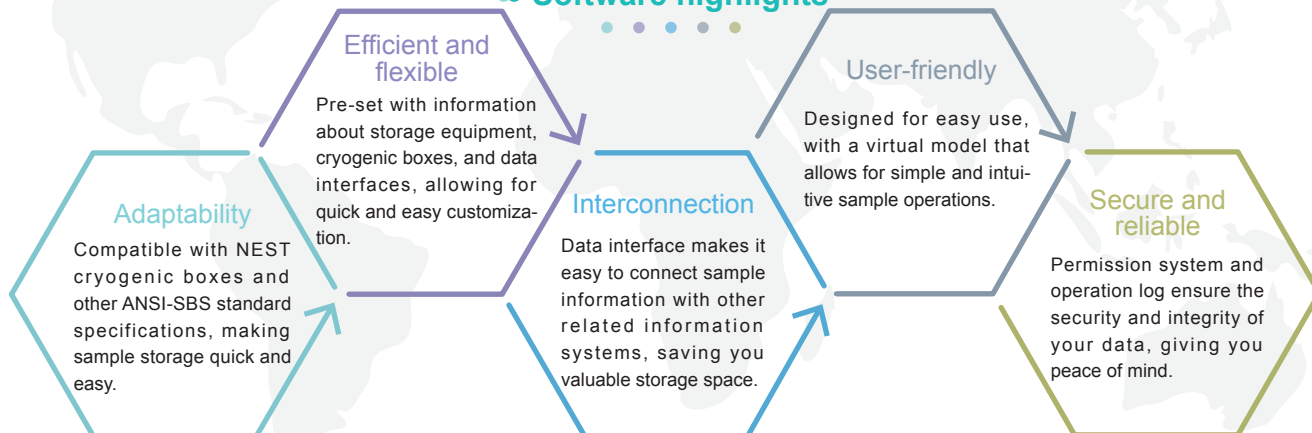 Software highlights
Adaptability
Compatible with NEST
cryogenic boxes and
other ANSI-SBS standard
specifications, making
sample storage quick and
easy.
Efficient and
flexible
Pre-set with information
about storage equipment,
cryogenic boxes, and data
interfaces, allowing for
quick and easy customiza-
tion.
Interconnection
Data interface makes it
easy to connect sample
information with other
related information
systems, saving you
valuable storage space.
User-friendly
Designed for easy use,
with a virtual model that
allows for simple and intui-
tive sample operations.
Secure and
reliable
Permission system and
operation log ensure the
security and integrity of
your data, giving you
peace of mind.